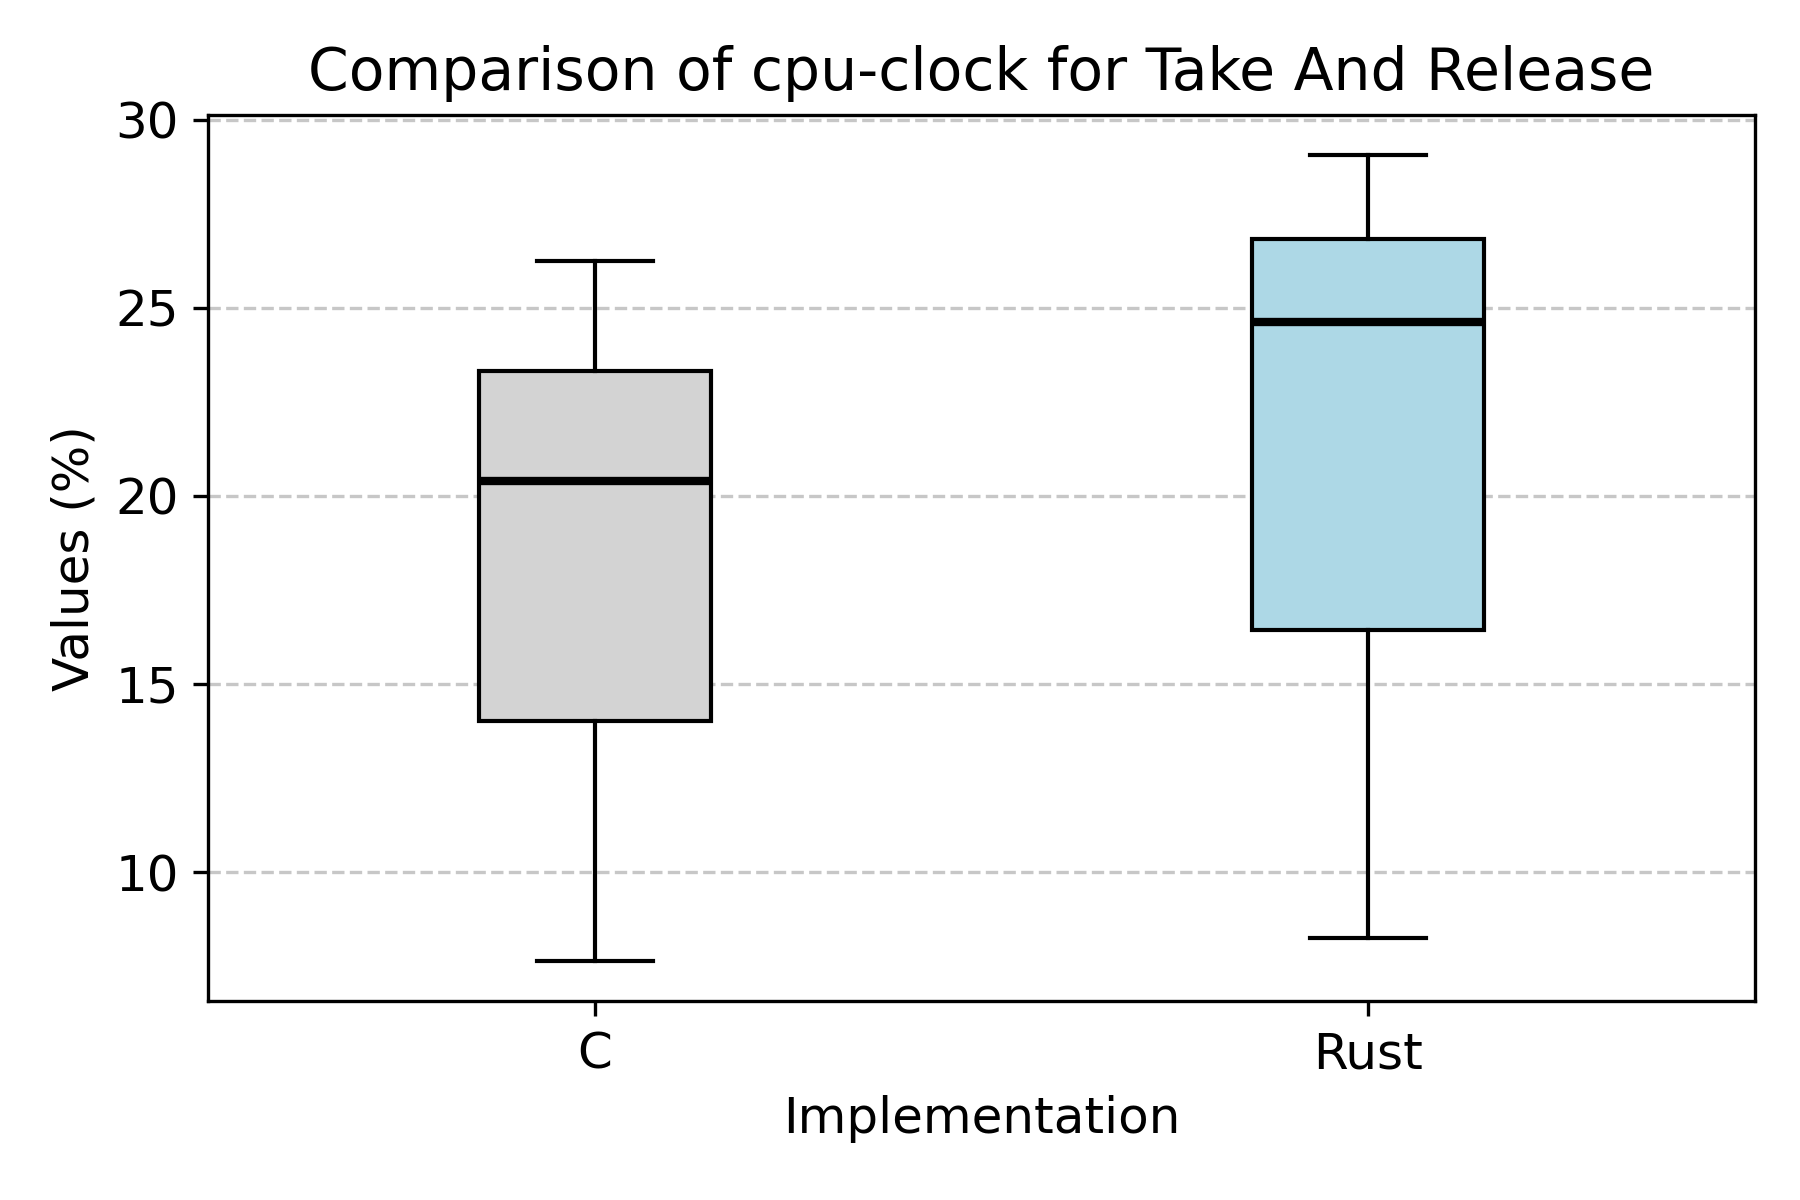 Comparison of cpu-clock for Take And Release
30
25
20
15
10
Values (%)
C
Rust
Implementation